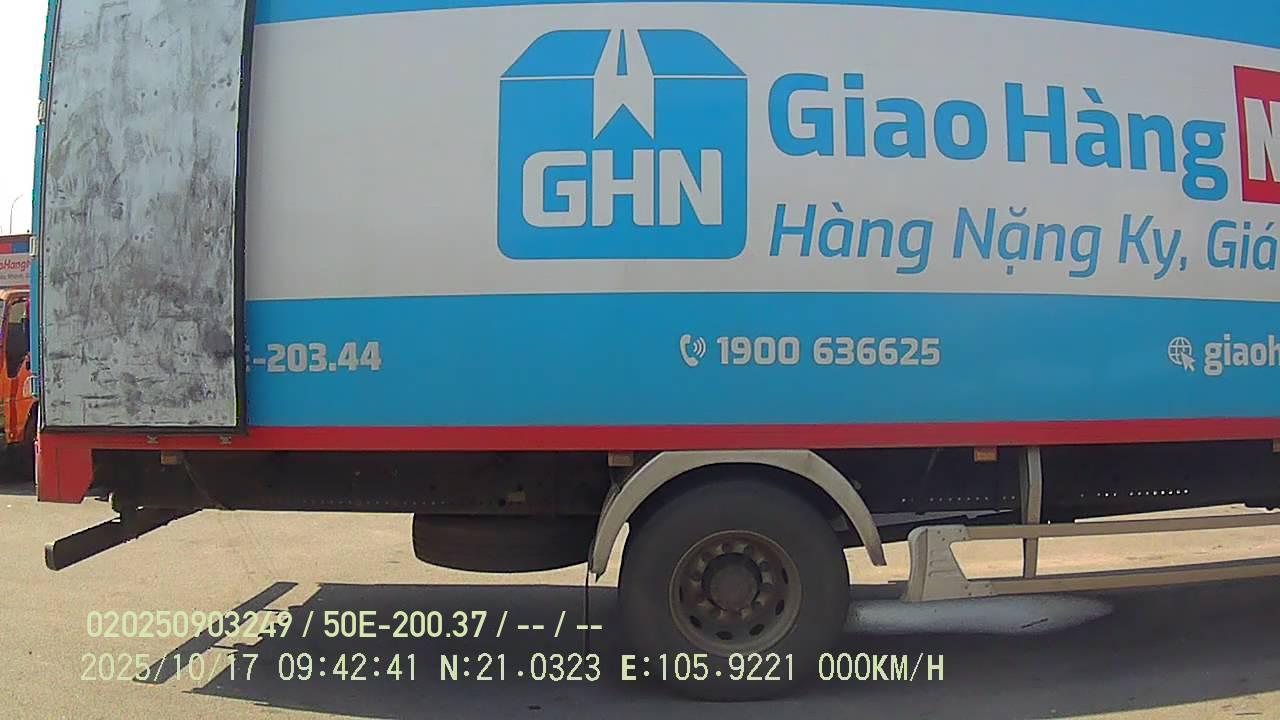 GHN
Giao Hàng N
Hàng Nặng Ky, Giá
-203.44
1900 636625
giaoh
020250903249 / 50E-200.37 / -- / --
2025/10/17 09:42:41 N:21.0323 E:105.9221 000KM/H